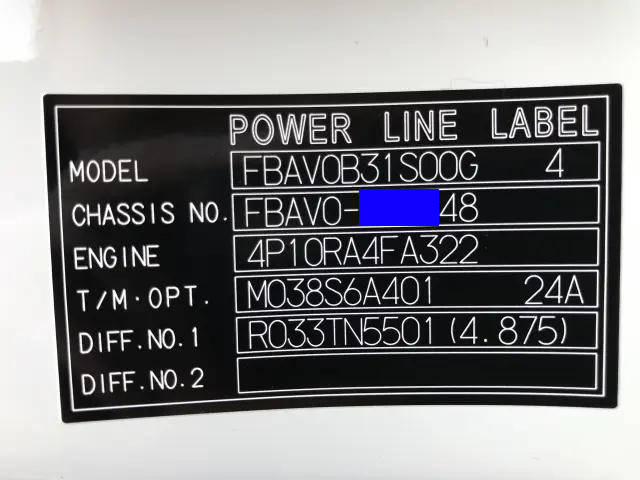 POWER LINE LABEL
MODEL FBAV0B31S00G 4
CHASSIS NO. FBAV0- 48
ENGINE 4P10RA4FA322
T/M·OPT. M038S6A401 24A
DIFF.NO.1 R033TN5501(4.875)
DIFF.NO.2